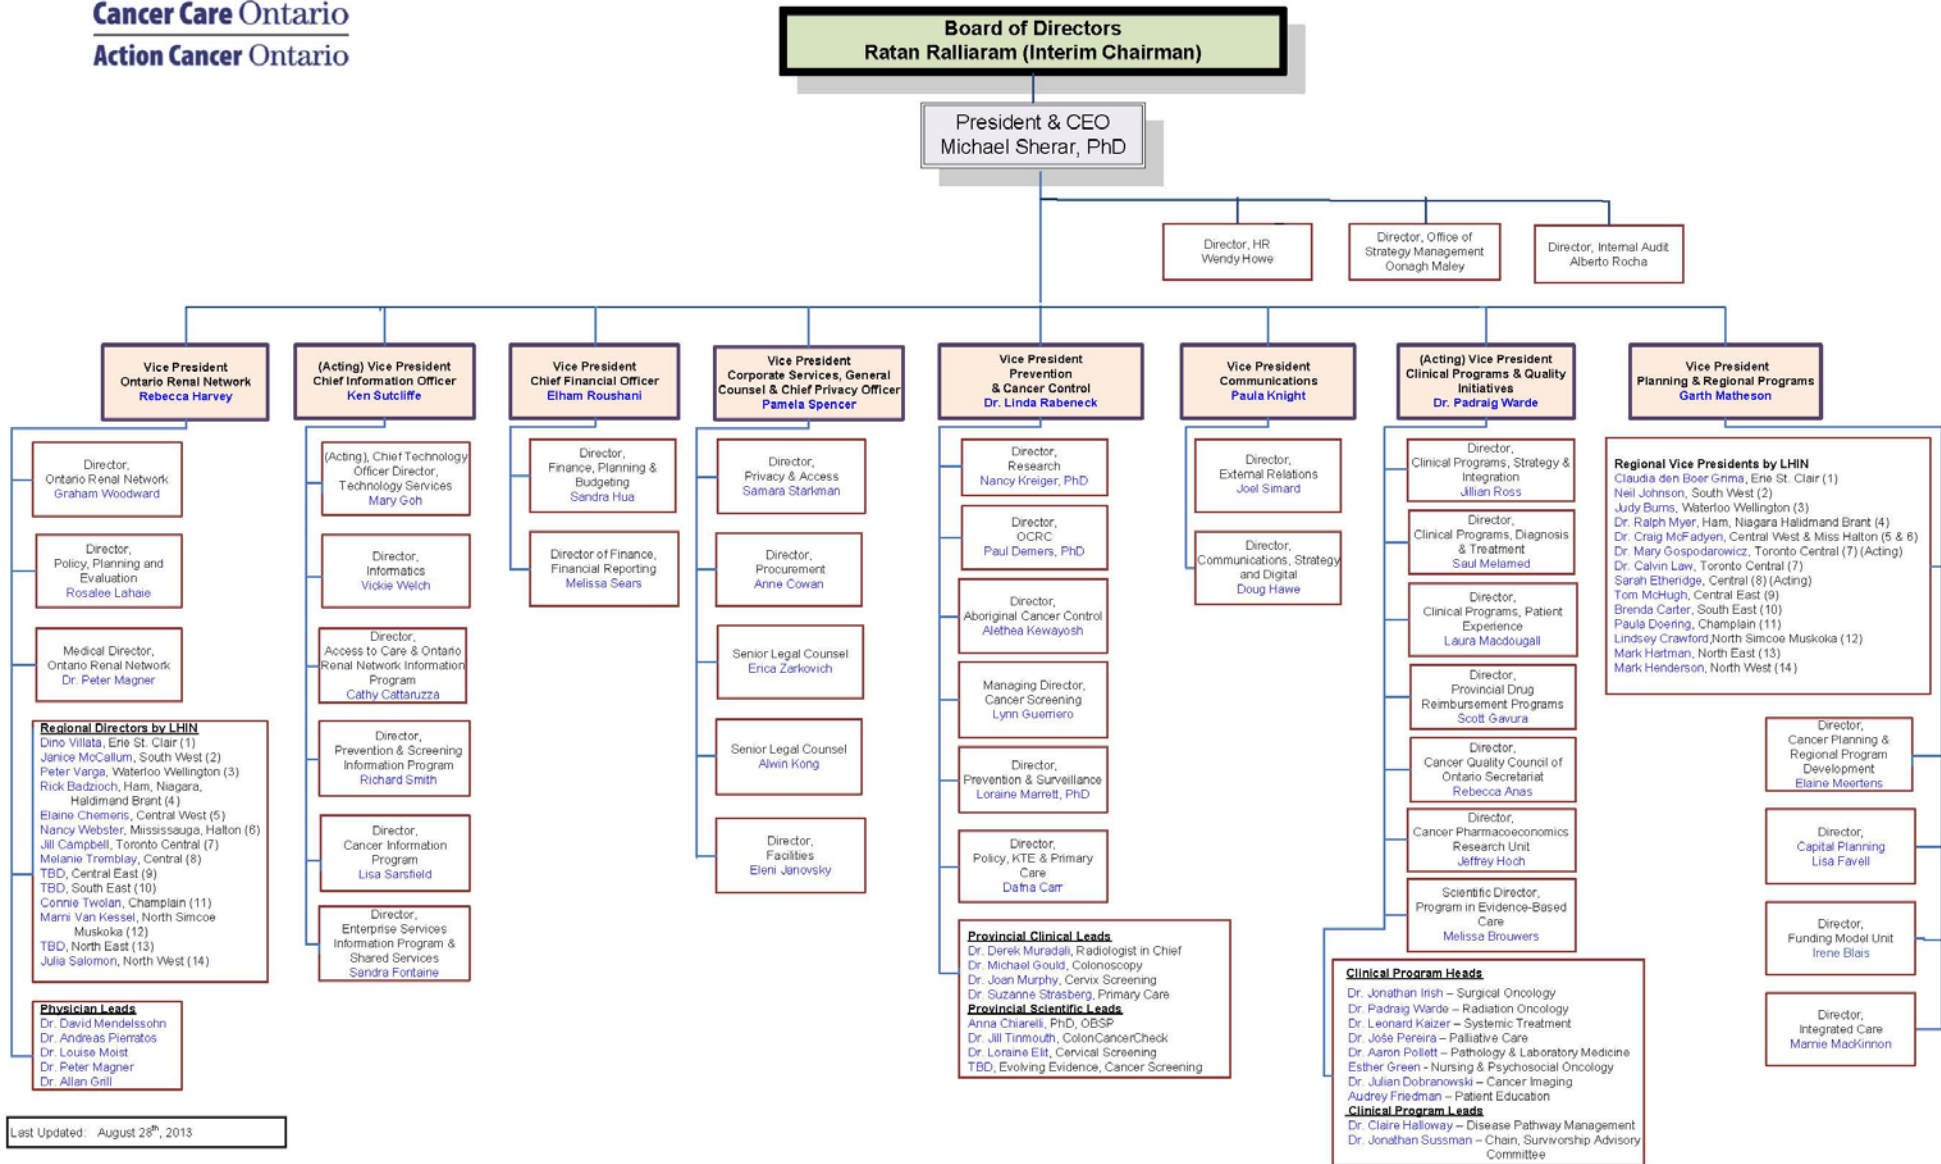 Cancer Care Ontario
Action Cancer Ontario
Board of Directors
Ratan Ralliaram (Interim Chairman)
President & CEO
Michael Sherar, PhD
Director, HR
Wendy Howe
Director, Office of
Strategy Management
Oonagh Maley
Director, Internal Audit
Alberto Rocha
Vice President
Ontario Renal Network
Rebecca Harvey
(Acting) Vice President
Chief Information Officer
Ken Sutcliffe
Vice President
Chief Financial Officer
Elham Roushani
Vice President
Corporate Services, General
Counsel & Chief Privacy Officer
Pamela Spencer
Vice President
Prevention
& Cancer Control
Dr. Linda Rabeneck
Vice President
Communications
Paula Knight
(Acting) Vice President
Clinical Programs & Quality
Initiatives
Dr. Padraig Warde
Vice President
Planning & Regional Programs
Garth Matheson
Director,
Ontario Renal Network
Graham Woodward
Director,
Policy, Planning and
Evaluation
Rosalee Lahaie
Medical Director,
Ontario Renal Network
Dr. Peter Magner
Regional Directors by LHIN
Dino Villata, Erie St. Clair (1)
Janice McCallum, South West (2)
Peter Varga, Waterloo Wellington (3)
Rick Badzioch, Ham, Niagara,
Haldimand Brant (4)
Elaine Chemeris, Central West (5)
Nancy Webster, Mississauga, Halton (6)
Jill Campbell, Toronto Central (7)
Melanie Tremblay, Central (8)
TBD, Central East (9)
TBD, South East (10)
Connie Twolan, Champlain (11)
Marni Van Kessel, North Simcoe
Muskoka (12)
TBD, North East (13)
Julia Salomon, North West (14)
Physician Leads
Dr. David Mendelssohn
Dr. Andreas Pierratos
Dr. Louise Moist
Dr. Peter Magner
Dr. Allan Grill
(Acting), Chief Technology
Officer Director,
Technology Services
Mary Goh
Director,
Informatics
Vickie Welch
Director,
Access to Care & Ontario
Renal Network Information
Program
Cathy Cattaruzza
Director,
Prevention & Screening
Information Program
Richard Smith
Director,
Cancer Information
Program
Lisa Sarsfield
Director,
Enterprise Services
Information Program &
Shared Services
Sandra Fontaine
Director,
Finance, Planning &
Budgeting
Sandra Hua
Director of Finance,
Financial Reporting
Melissa Sears
Director,
Privacy & Access
Samara Starkman
Director,
Procurement
Anne Cowan
Senior Legal Counsel
Erica Zarkovich
Senior Legal Counsel
Alwin Kong
Director,
Facilities
Eleni Janovsky
Director,
Research
Nancy Kreiger, PhD
Director,
OCRC
Paul Demers, PhD
Director,
Aboriginal Cancer Control
Alethea Kewayosh
Managing Director,
Cancer Screening
Lynn Guerriero
Director,
Prevention & Surveillance
Loraine Marrett, PhD
Director,
Policy, KTE & Primary
Care
Dafna Carr
Provincial Clinical Leads
Dr. Derek Muradali, Radiologist in Chief
Dr. Michael Gould, Colonoscopy
Dr. Joan Murphy, Cervix Screening
Dr. Suzanne Strasberg, Primary Care
Provincial Scientific Leads
Anna Chiarelli, PhD, OBSP
Dr. Jill Tinmouth, ColonCancerCheck
Dr. Loraine Elit, Cervical Screening
TBD, Evolving Evidence, Cancer Screening
Director,
External Relations
Joel Simard
Director,
Communications, Strategy
and Digital
Doug Hawe
Director,
Clinical Programs, Strategy &
Integration
Jillian Ross
Director,
Clinical Programs, Diagnosis
& Treatment
Saul Melamed
Director,
Clinical Programs, Patient
Experience
Laura Macdougall
Director,
Provincial Drug
Reimbursement Programs
Scott Gavura
Director,
Cancer Quality Council of
Ontario Secretariat
Rebecca Anas
Director,
Cancer Pharmacoeconomics
Research Unit
Jeffrey Hoch
Scientific Director,
Program in Evidence-Based
Care
Melissa Brouwers
Clinical Program Heads
Dr. Jonathan Irish – Surgical Oncology
Dr. Padraig Warde – Radiation Oncology
Dr. Leonard Kaizer – Systemic Treatment
Dr. Jośe Pereira – Palliative Care
Dr. Aaron Pollett – Pathology & Laboratory Medicine
Esther Green - Nursing & Psychosocial Oncology
Dr. Julian Dobranowski – Cancer Imaging
Audrey Friedman – Patient Education
Clinical Program Leads
Dr. Claire Halloway – Disease Pathway Management
Dr. Jonathan Sussman – Chain, Survivorship Advisory
Committee
Regional Vice Presidents by LHIN
Claudia den Boer Grima, Erie St. Clair (1)
Neil Johnson, South West (2)
Judy Burns, Waterloo Wellington (3)
Dr. Ralph Myer, Ham, Niagara Halidmand Brant (4)
Dr. Craig McFadyen, Central West & Miss Halton (5 & 6)
Dr. Mary Gospodarowicz, Toronto Central (7) (Acting)
Dr. Calvin Law, Toronto Central (7)
Sarah Etheridge, Central (8) (Acting)
Tom McHugh, Central East (9)
Brenda Carter, South East (10)
Paula Doering, Champlain (11)
Lindsey Crawford,North Simcoe Muskoka (12)
Mark Hartman, North East (13)
Mark Henderson, North West (14)
Director,
Cancer Planning &
Regional Program
Development
Elaine Meertens
Director,
Capital Planning
Lisa Favell
Director,
Funding Model Unit
Irene Blais
Director,
Integrated Care
Marnie MacKinnon
Last Updated: August 28th, 2013